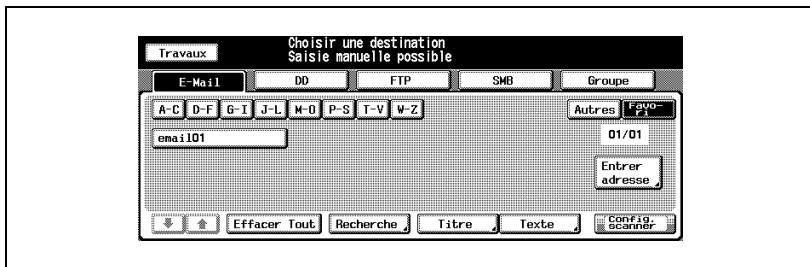 Travaux
Choisir une destination
Saisie manuelle possible
E-Mail DD FTP SMB Groupe
A-C D-F G-I J-L M-O P-S T-V W-Z Autres Favo-
ri
email01 01/01
Entrer
adresse
Effacer Tout Recherche Titre Texte Config.
scanner